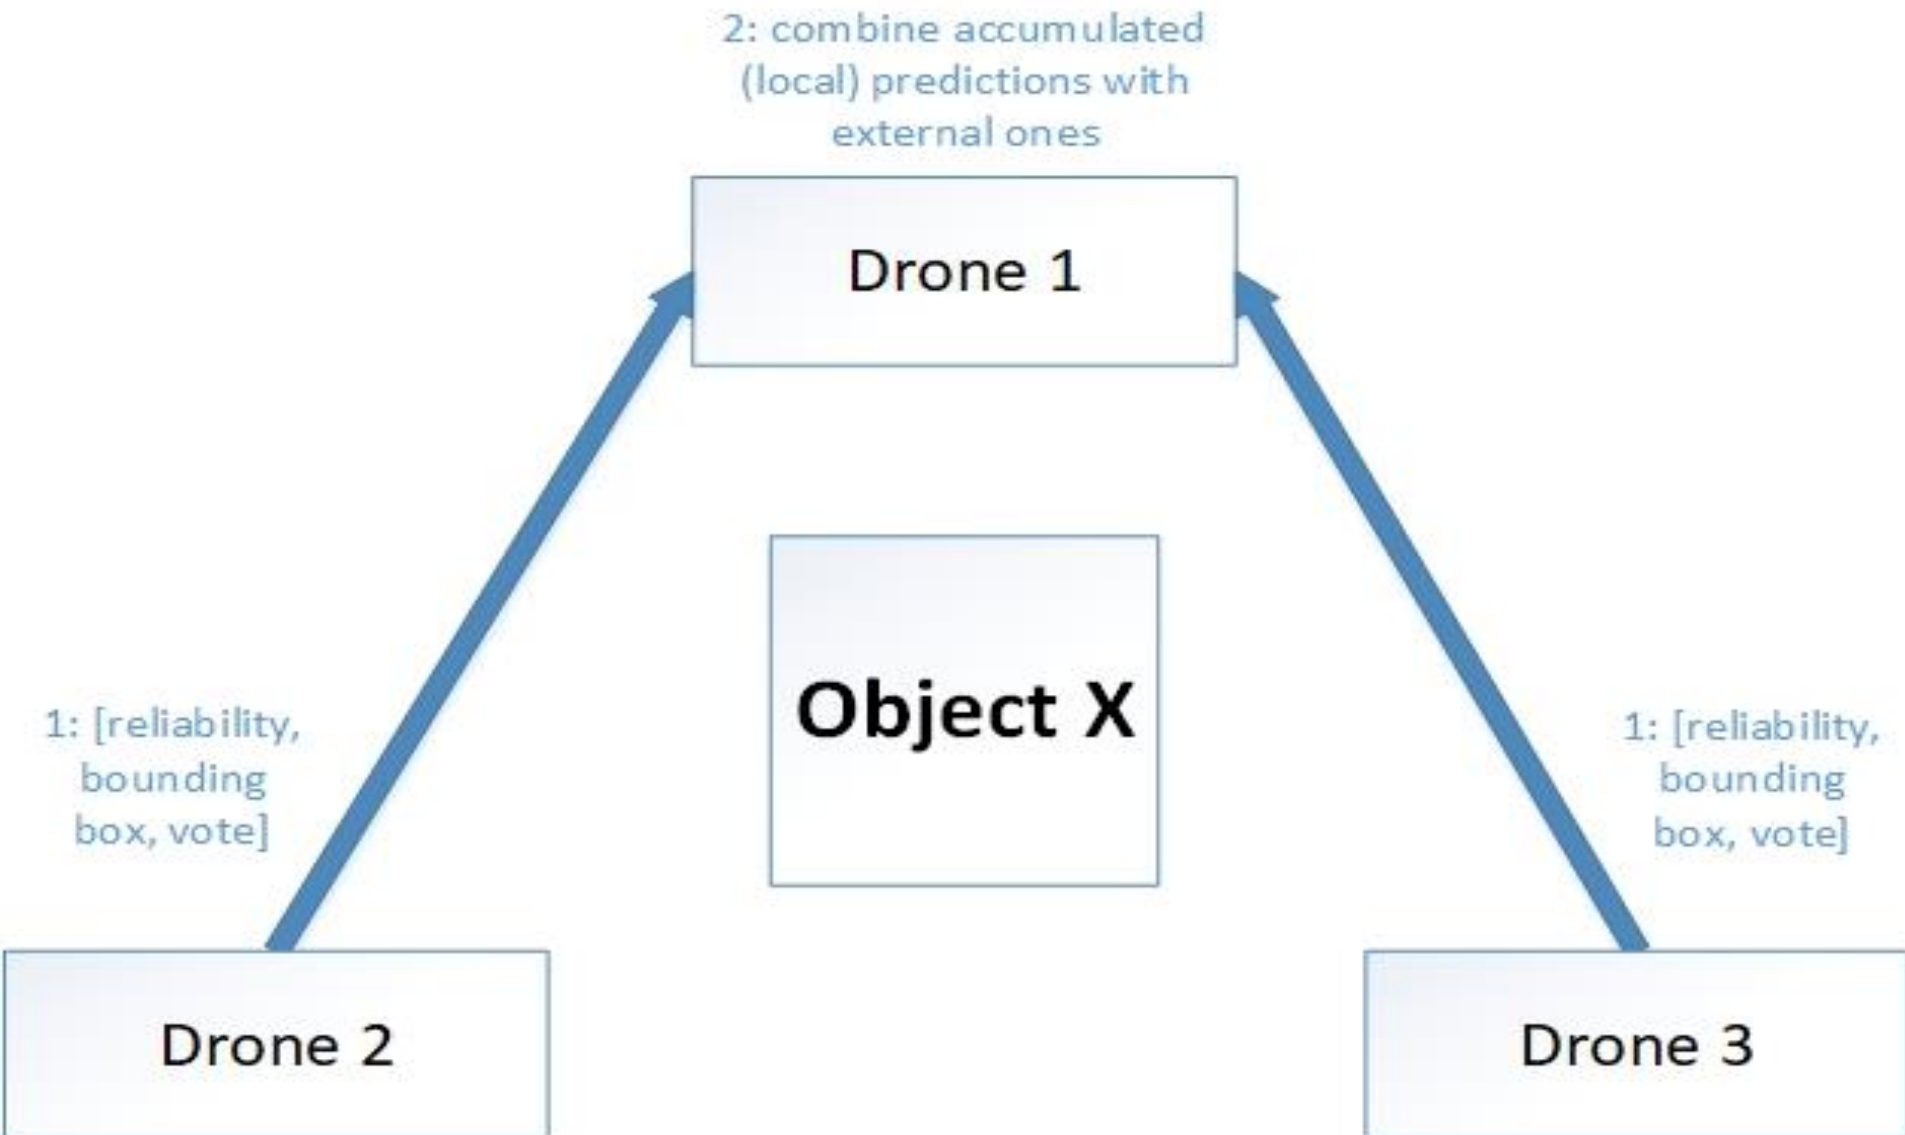 2: combine accumulated
(local) predictions with
external ones
Drone 1
Object X
1: [reliability,
bounding
box, vote]
1: [reliability,
bounding
box, vote]
Drone 2
Drone 3